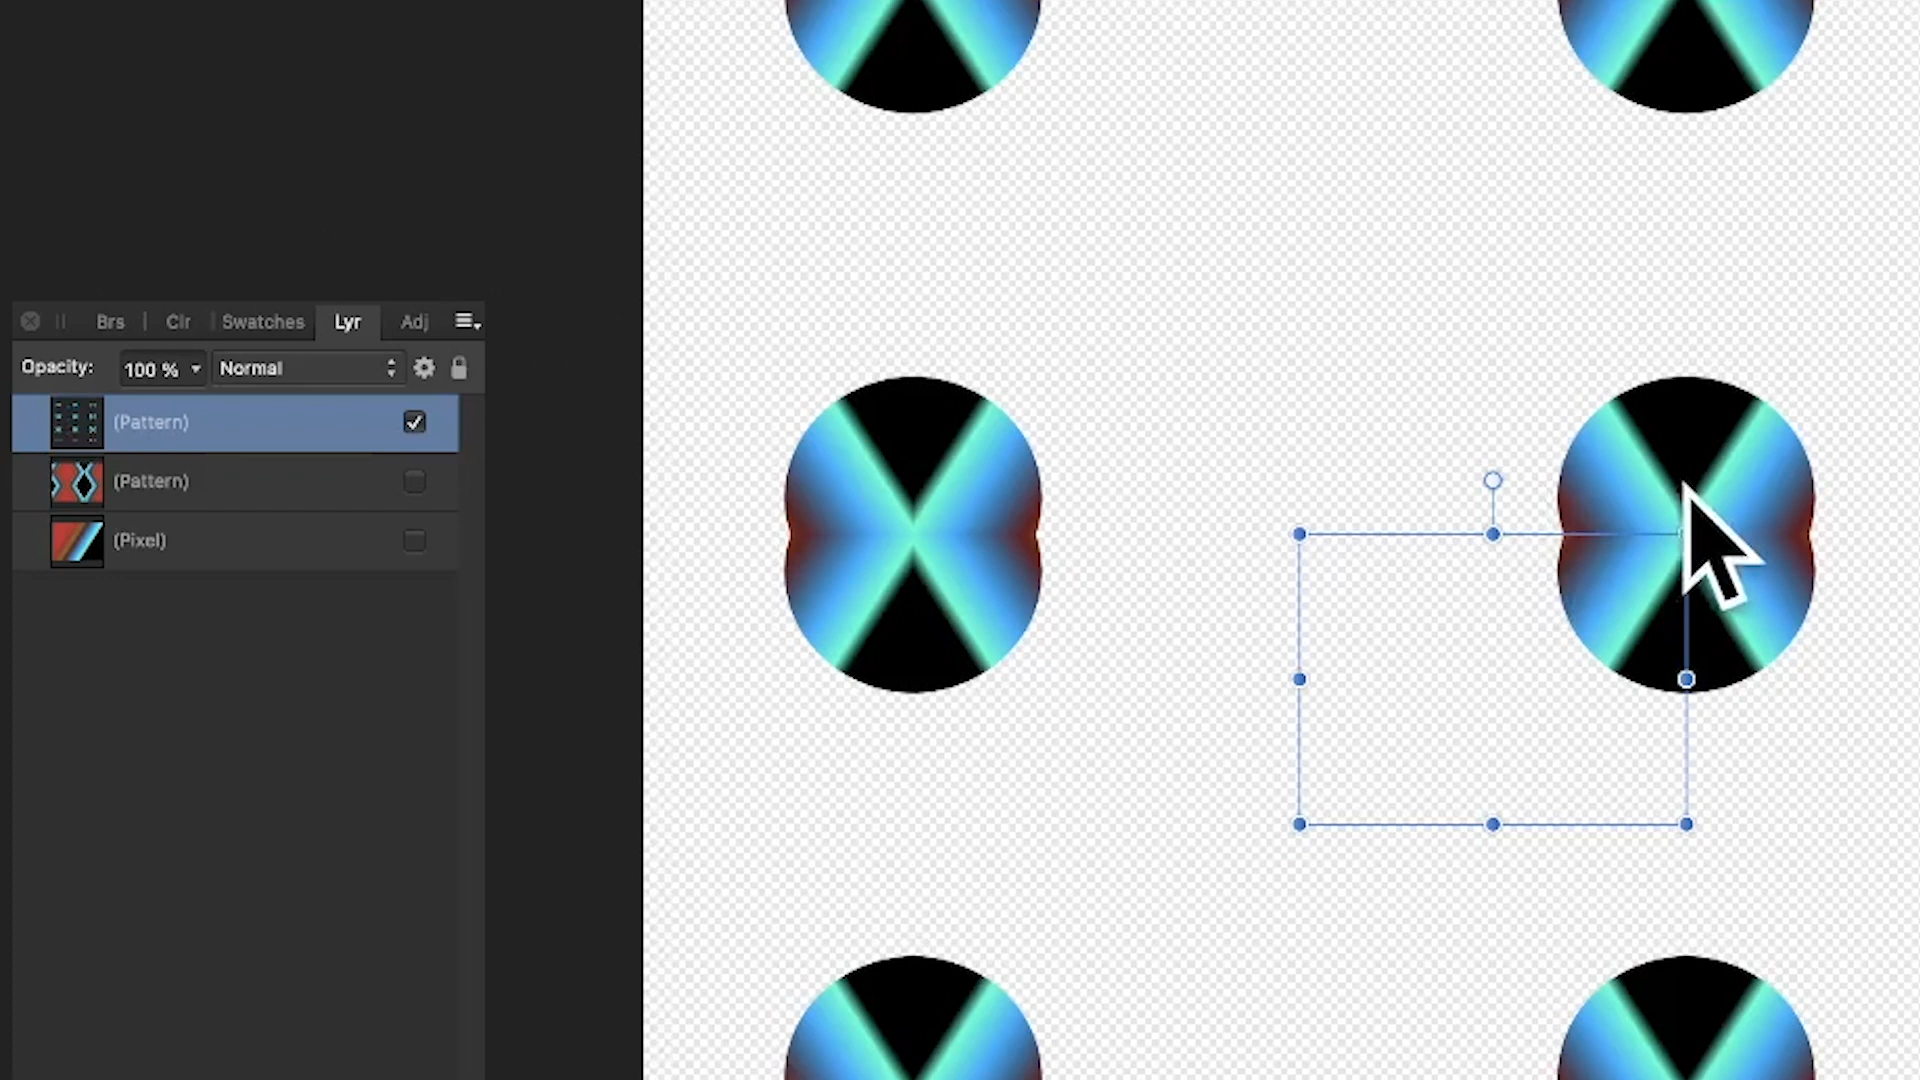 Brs | Clr | Swatches Lyr Adj
Opacity: 100 % Normal
(Pattern)
(Pattern)
(Pixel)